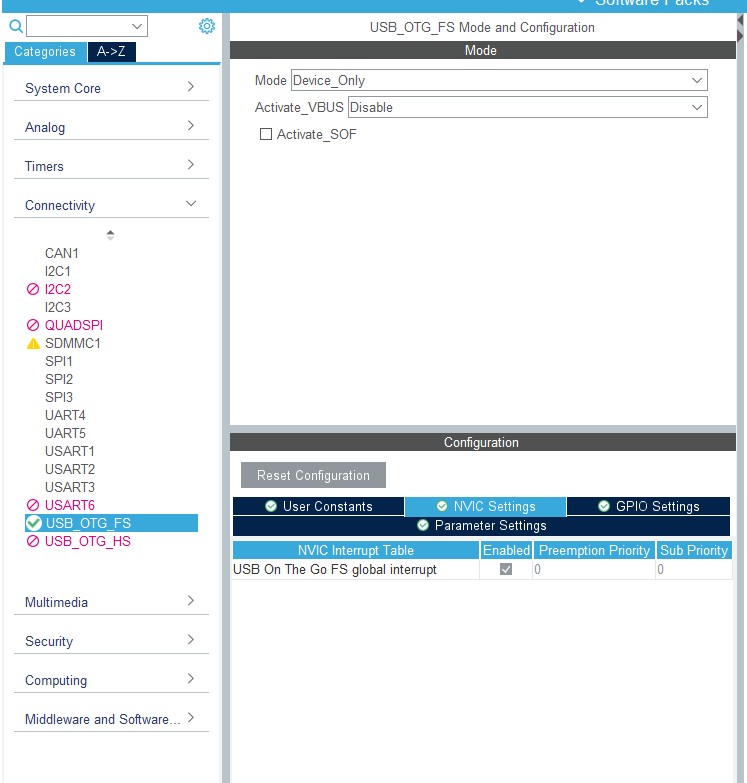 Software Packs
USB_OTG_FS Mode and Configuration
Categories A->Z
System Core
Analog
Timers
Connectivity
CAN1
I2C1
I2C2
I2C3
QUADSPI
SDMMC1
SPI1
SPI2
SPI3
UART4
UART5
USART1
USART2
USART3
USART6
USB_OTG_FS
USB_OTG_HS
Multimedia
Security
Computing
Middleware and Software...
Mode
Mode Device_Only
Activate_VBUS Disable
Activate_SOF
Configuration
Reset Configuration
User Constants NVIC Settings GPIO Settings
Parameter Settings
NVIC Interrupt Table Enabled Preemption Priority Sub Priority
USB On The Go FS global interrupt 0 0